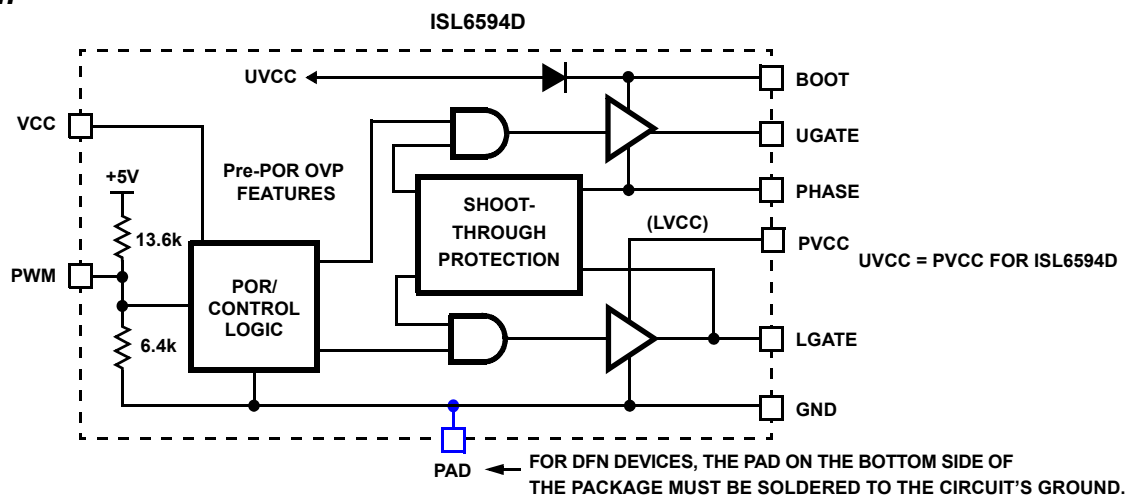 ISL6594D
UVCC
BOOT
VCC
UGATE
Pre-POR OVP
FEATURES
+5V
SHOOT-
THROUGH
PROTECTION
PHASE
(LVCC)
13.6k
PVCC
UVCC = PVCC FOR ISL6594D
PWM
POR/
CONTROL
LOGIC
6.4k
LGATE
GND
PAD
FOR DFN DEVICES, THE PAD ON THE BOTTOM SIDE OF
THE PACKAGE MUST BE SOLDERED TO THE CIRCUIT'S GROUND.